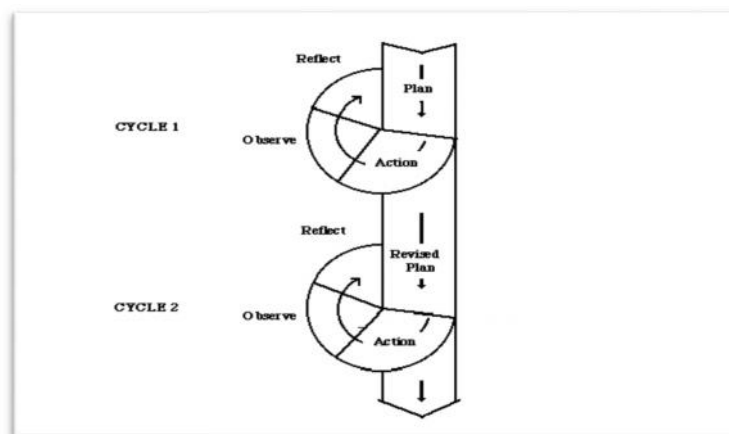 Reflect
Plan
CYCLE 1
Observe
Action
Reflect
Revised
Plan
CYCLE 2
Observe
Action